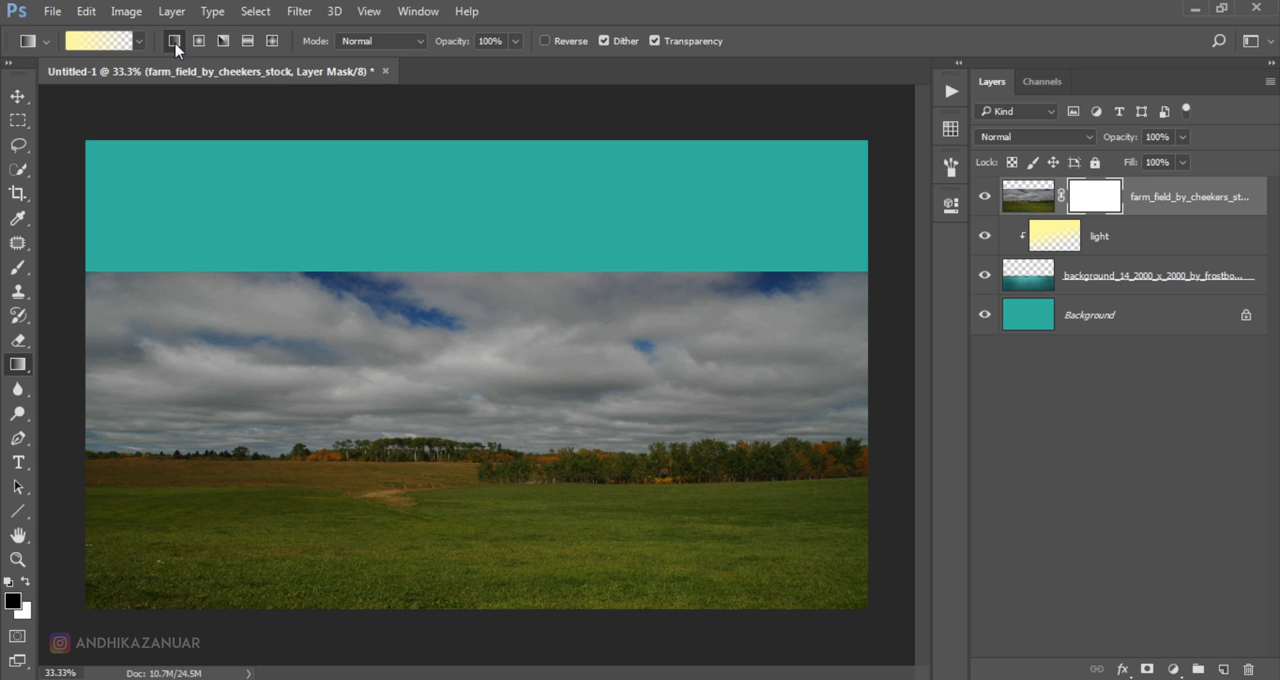 Ps File Edit Image Layer Type Select Filter 3D View Window Help
Mode: Normal Opacity: 100% Reverse Dither Transparency
Untitled-1 @ 33.3% (farm_field_by_cheekers_stock, Layer Mask/8) * ×
Layers Channels
Kind
Normal Opacity: 100%
Lock: Fill: 100%
farm_field_by_cheekers_st...
light
background_14_2000_x_2000_by_frostbo...
Background
ANDHIKAZANUAR
33.33% Doc: 10.7M/24.5M